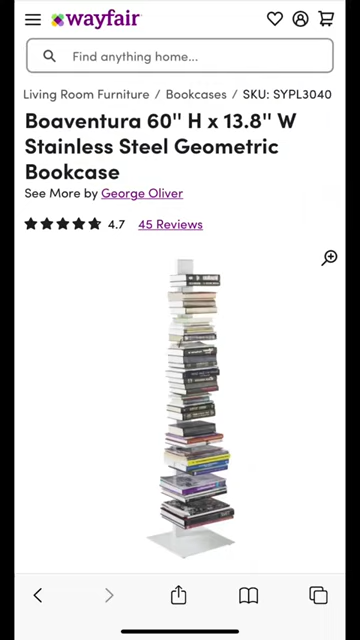 wayfair
Find anything home...
Living Room Furniture / Bookcases / SKU: SYPL3040
Boaventura 60" H x 13.8" W
Stainless Steel Geometric
Bookcase
See More by George Oliver
4.7 45 Reviews